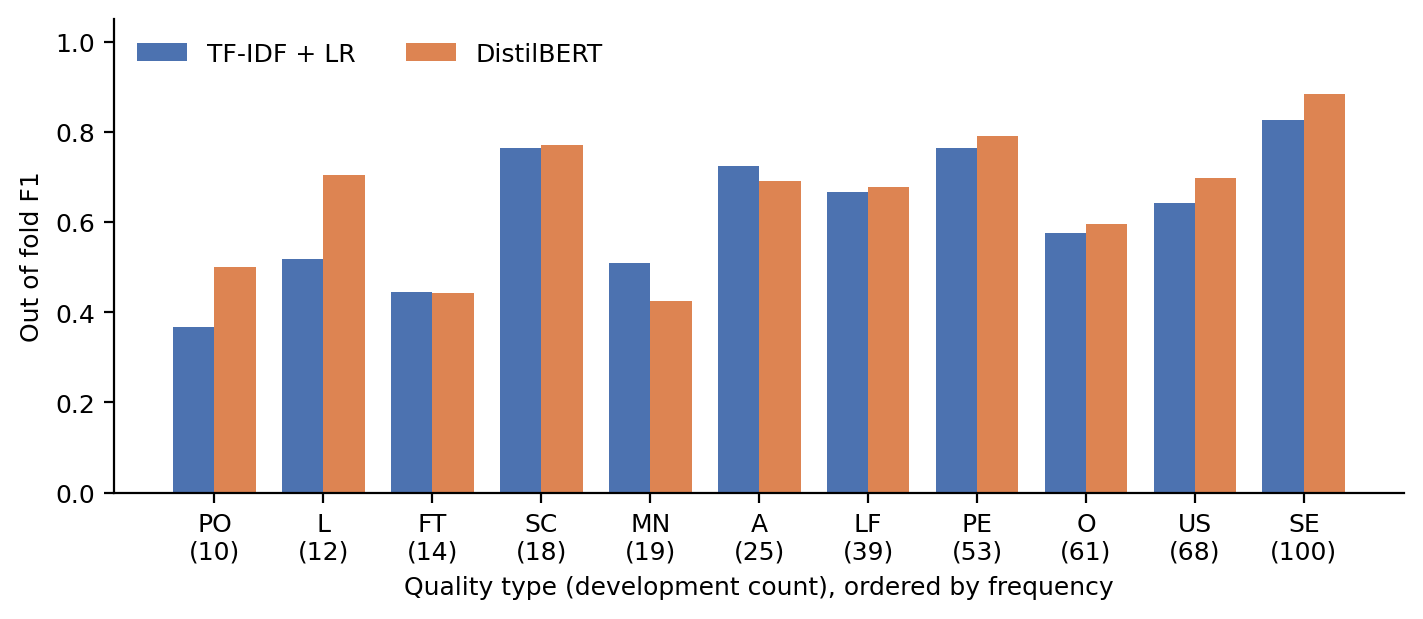 TF-IDF + LR
DistilBERT
Out of fold F1
1.0
0.8
0.6
0.4
0.2
0.0
PO L FT SC MN A LF PE O US SE
(10) (12) (14) (18) (19) (25) (39) (53) (61) (68) (100)
Quality type (development count), ordered by frequency